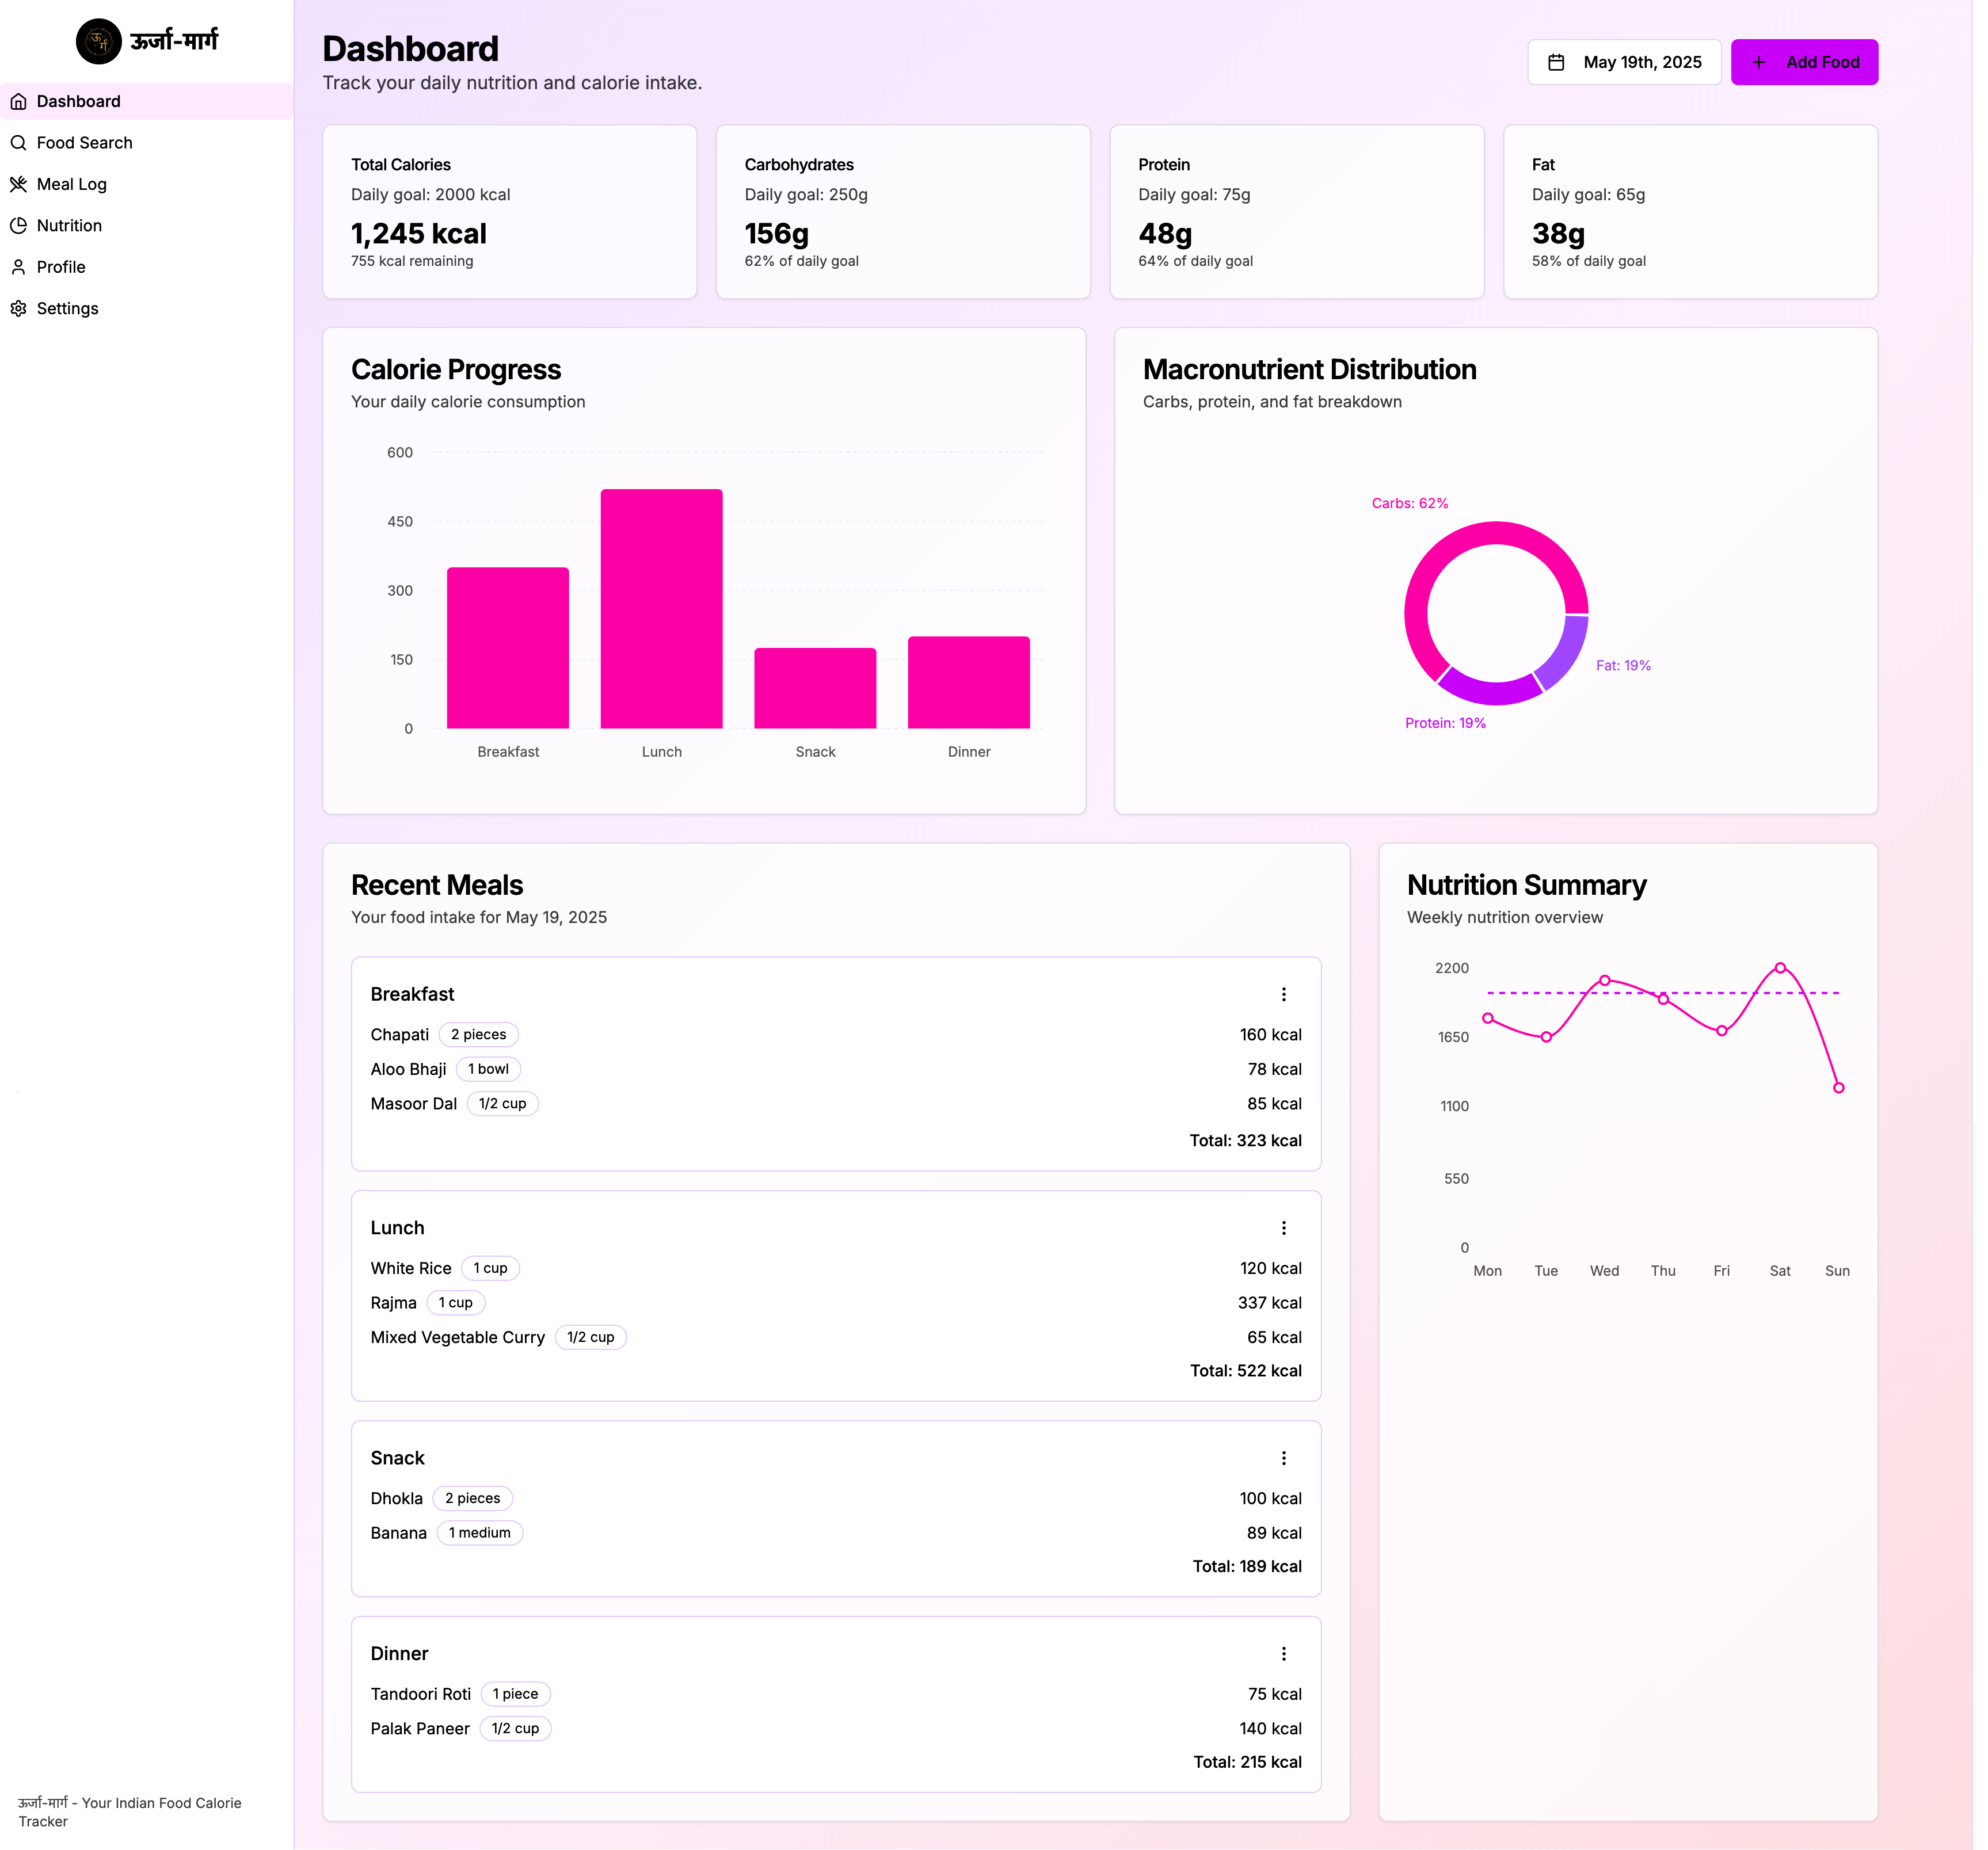 ऊर्जा-मार्ग
Dashboard
Food Search
Meal Log
Nutrition
Profile
Settings
ऊर्जा-मार्ग - Your Indian Food Calorie
Tracker
Dashboard
Track your daily nutrition and calorie intake.
May 19th, 2025
+ Add Food
Total Calories
Daily goal: 2000 kcal
1,245 kcal
755 kcal remaining
Carbohydrates
Daily goal: 250g
156g
62% of daily goal
Protein
Daily goal: 75g
48g
64% of daily goal
Fat
Daily goal: 65g
38g
58% of daily goal
Calorie Progress
Your daily calorie consumption
600
450
300
150
0
Breakfast Lunch Snack Dinner
Macronutrient Distribution
Carbs, protein, and fat breakdown
Carbs: 62%
Fat: 19%
Protein: 19%
Recent Meals
Your food intake for May 19, 2025
Breakfast
Chapati 2 pieces 160 kcal
Aloo Bhaji 1 bowl 78 kcal
Masoor Dal 1/2 cup 85 kcal
Total: 323 kcal
Lunch
White Rice 1 cup 120 kcal
Rajma 1 cup 337 kcal
Mixed Vegetable Curry 1/2 cup 65 kcal
Total: 522 kcal
Snack
Dhokla 2 pieces 100 kcal
Banana 1 medium 89 kcal
Total: 189 kcal
Dinner
Tandoori Roti 1 piece 75 kcal
Palak Paneer 1/2 cup 140 kcal
Total: 215 kcal
Nutrition Summary
Weekly nutrition overview
2200
1650
1100
550
0
Mon Tue Wed Thu Fri Sat Sun